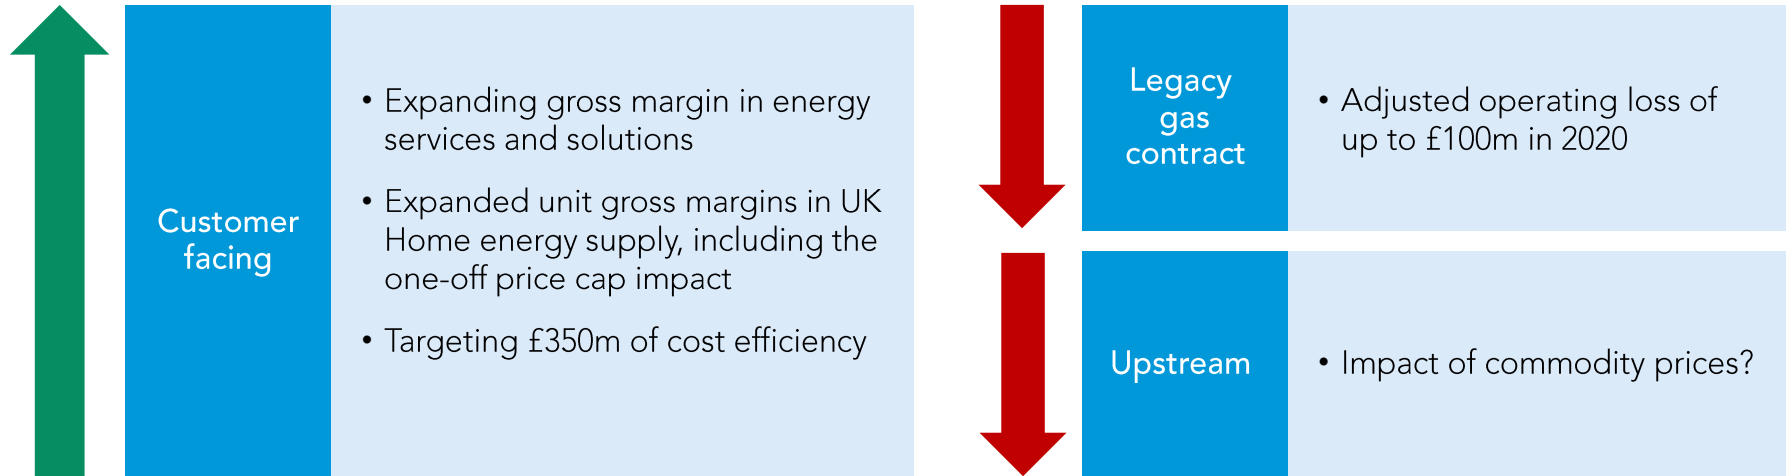 Customer
facing
• Expanding gross margin in energy
services and solutions
• Expanded unit gross margins in UK
Home energy supply, including the
one-off price cap impact
• Targeting £350m of cost efficiency
Legacy
gas
contract
• Adjusted operating loss of
up to £100m in 2020
Upstream
• Impact of commodity prices?